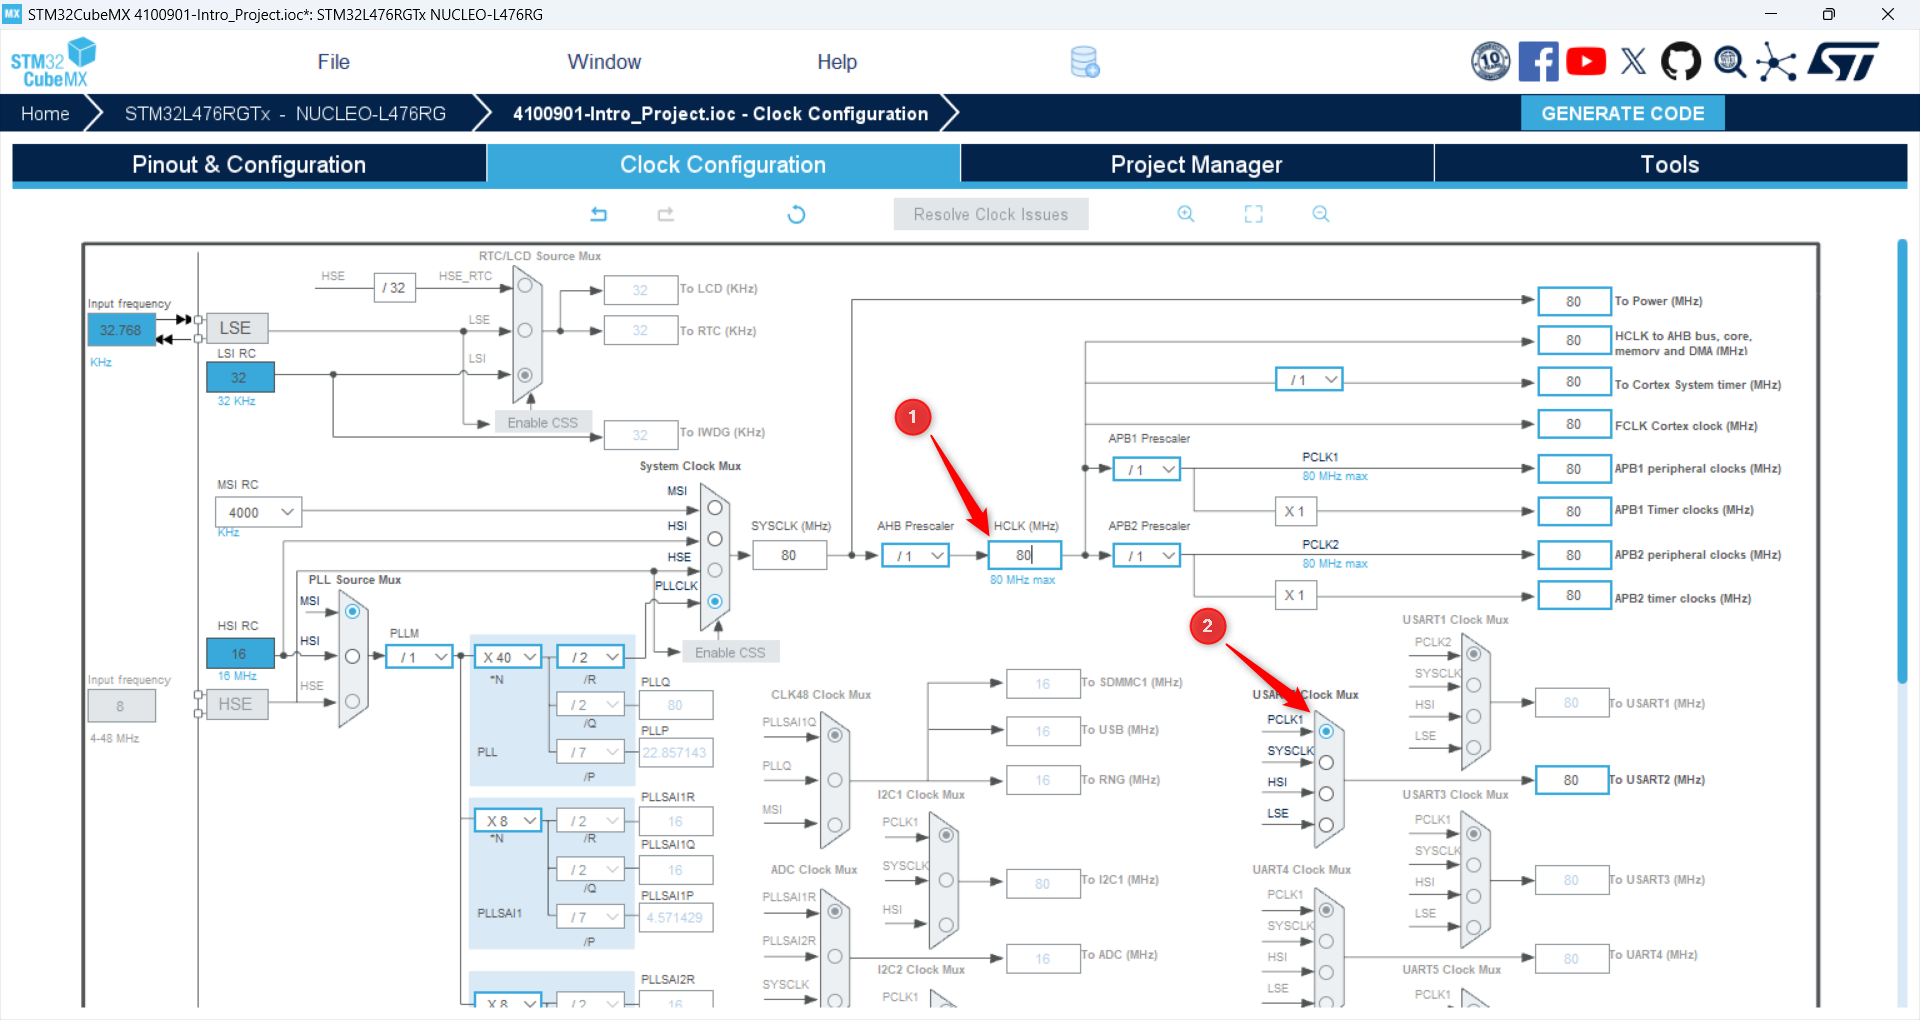 MX STM32CubeMX 4100901-Intro_Project.ioc*: STM32L476RGTx NUCLEO-L476RG
STM32 CubeMX
File Window Help
10 YEARS
Home STM32L476RGTx - NUCLEO-L476RG 4100901-Intro_Project.ioc - Clock Configuration GENERATE CODE
Pinout & Configuration Clock Configuration Project Manager Tools
Resolve Clock Issues
RTC/LCD Source Mux
HSE / 32 HSE_RTC
32 To LCD (KHz)
Input frequency
32.768
KHz
LSE
LSE
32 To RTC (KHz)
LSI RC
32
32 KHz
LSI
Enable CSS
32 To IWDG (KHz)
80 To Power (MHz)
80 HCLK to AHB bus, core,
memory and DMA (MHz)
/ 1 80 To Cortex System timer (MHz)
80 FCLK Cortex clock (MHz)
1
APB1 Prescaler
/ 1
PCLK1
80 MHz max
80 APB1 peripheral clocks (MHz)
X 1 80 APB1 Timer clocks (MHz)
System Clock Mux
MSI RC
4000
KHz
MSI
HSI
HSE
PLLCLK
Enable CSS
SYSCLK (MHz)
80
AHB Prescaler
/ 1
HCLK (MHz)
80
80 MHz max
APB2 Prescaler
/ 1
PCLK2
80 MHz max
80 APB2 peripheral clocks (MHz)
X 1 80 APB2 timer clocks (MHz)
PLL Source Mux
MSI
HSI
HSE
HSI RC
16
16 MHz
Input frequency
8
4-48 MHz
HSE
PLLM
/ 1
X 40
*N
/ 2
/R
/ 2
/Q
/ 7
/P
PLL
PLLQ
80
PLLP
22.857143
X 8
*N
/ 2
/R
/ 2
/Q
/ 7
/P
PLLSAI1
PLLSAI1R
16
PLLSAI1Q
16
PLLSAI1P
4.571429
X 8
/ 2
PLLSAI2R
16
CLK48 Clock Mux
PLLSAI1Q
PLLQ
MSI
16 To SDMMC1 (MHz)
16 To USB (MHz)
16 To RNG (MHz)
ADC Clock Mux
PLLSAI1R
PLLSAI2R
SYSCLK
16 To ADC (MHz)
I2C1 Clock Mux
PCLK1
SYSCLK
HSI
80 To I2C1 (MHz)
I2C2 Clock Mux
PCLK1
2
Clock Mux
PCLK1
SYSCLK
HSI
LSE
80 To USART2 (MHz)
UART4 Clock Mux
PCLK1
SYSCLK
HSI
LSE
80 To UART4 (MHz)
USART1 Clock Mux
PCLK2
SYSCLK
HSI
LSE
80 To USART1 (MHz)
USART3 Clock Mux
PCLK1
SYSCLK
HSI
LSE
80 To USART3 (MHz)
UART5 Clock Mux
PCLK1